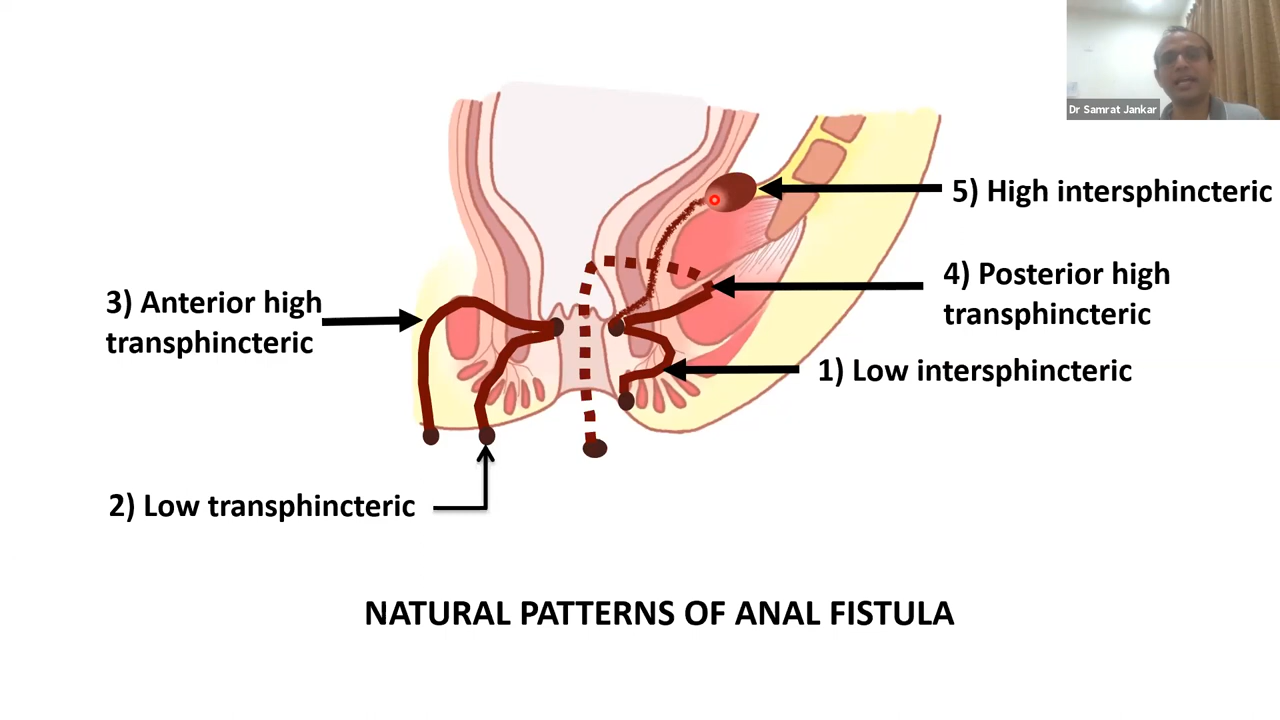 Dr Samrat Jankar
5) High intersphincteric
4) Posterior high
transphincteric
3) Anterior high
transphincteric
1) Low intersphincteric
2) Low transphincteric
NATURAL PATTERNS OF ANAL FISTULA